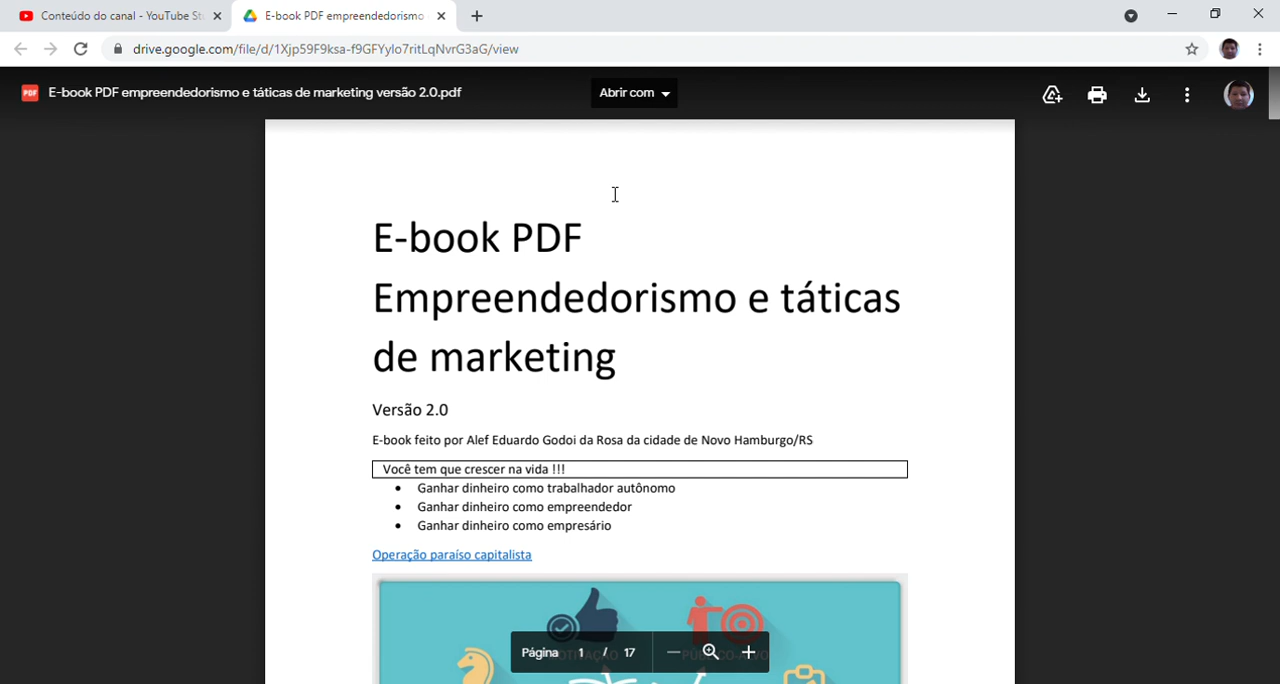 Conteúdo do canal - YouTube St
E-book PDF empreendedorismo
drive.google.com/file/d/1Xjp59F9ksa-f9GFYylo7ritLqNvrG3aG/view
PDF
E-book PDF empreendedorismo e táticas de marketing versão 2.0.pdf
Abrir com
E-book PDF
Empreendedorismo e táticas
de marketing
Versão 2.0
E-book feito por Alef Eduardo Godoi da Rosa da cidade de Novo Hamburgo/RS
Você tem que crescer na vida !!!
• Ganhar dinheiro como trabalhador autônomo
• Ganhar dinheiro como empreendedor
• Ganhar dinheiro como empresário
Operação paraíso capitalista
Página 1 / 17